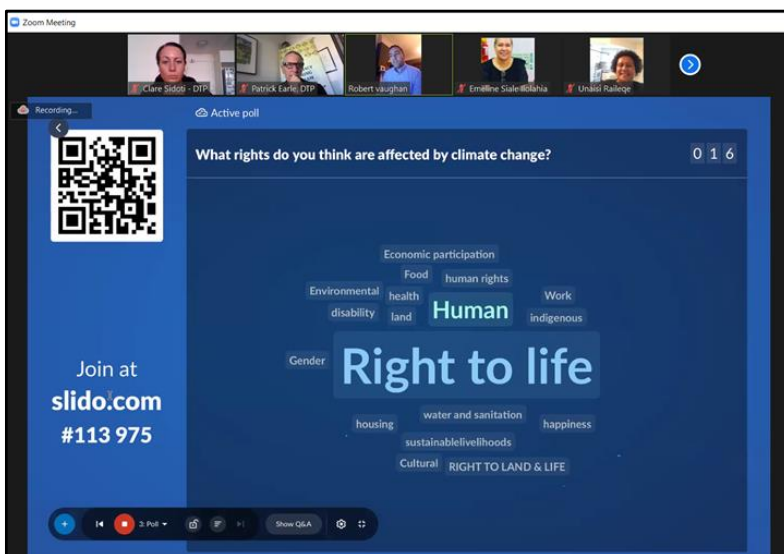 Zoom Meeting
Clare Sidoti - DTP
Patrick Earle, DTP
Robert vaughan
Emeline Siale Ilolahia
Unaisi Raileqe
Recording...
Active poll
What rights do you think are affected by climate change?
0 1 6
Economic participation
Food human rights
Environmental health Work
disability land Human indigenous
Gender Right to life
housing water and sanitation happiness
sustainablelivelihoods
Cultural RIGHT TO LAND & LIFE
Join at
slido.com
#113 975
3: Poll
Show Q&A